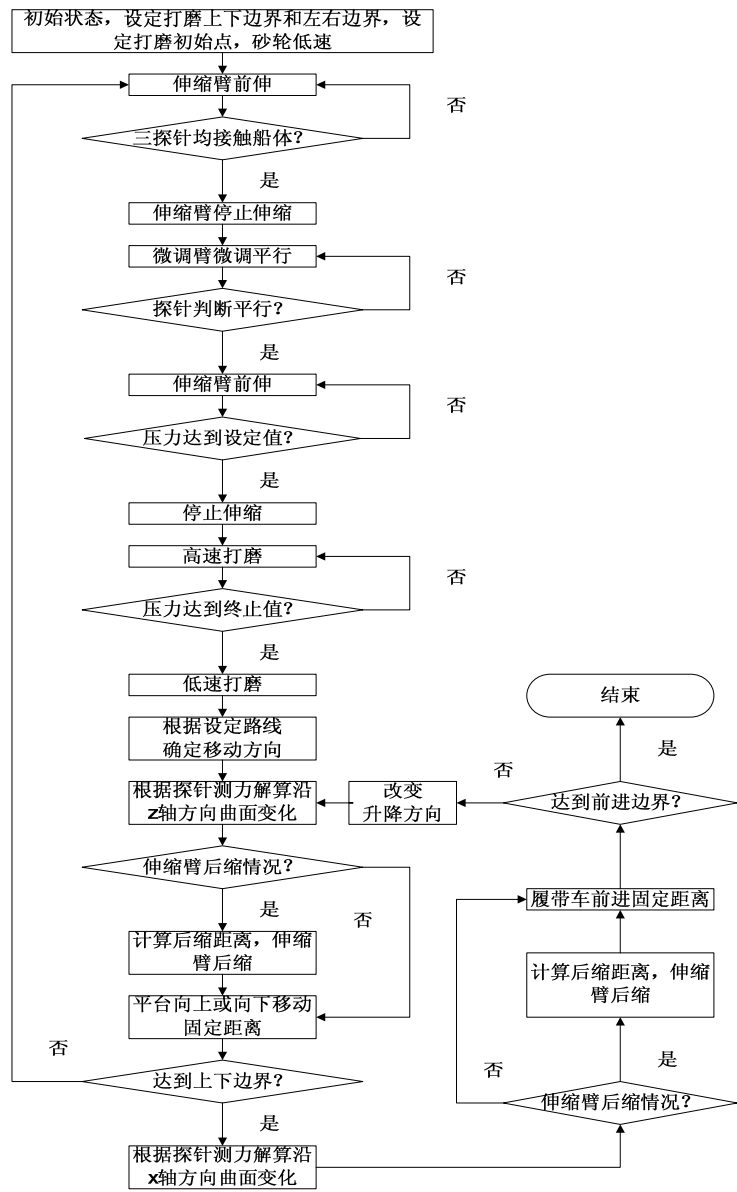 初始状态，设定打磨上下边界和左右边界，设
定打磨初始点，砂轮低速
伸缩臂前伸
否
三探针均接触船体？
是
伸缩臂停止伸缩
微调臂微调平行
否
探针判断平行？
是
伸缩臂前伸
否
压力达到设定值？
是
停止伸缩
高速打磨
否
压力达到终止值？
是
低速打磨
根据设定路线
确定移动方向
根据探针测力解算沿
z轴方向曲面变化
伸缩臂后缩情况？
是
否
计算后缩距离，伸缩
臂后缩
平台向上或向下移动
固定距离
否
达到上下边界？
是
根据探针测力解算沿
x轴方向曲面变化
伸缩臂后缩情况？
否
是
计算后缩距离，伸缩
臂后缩
履带车前进固定距离
达到前进边界？
否
是
改变
升降方向
结束